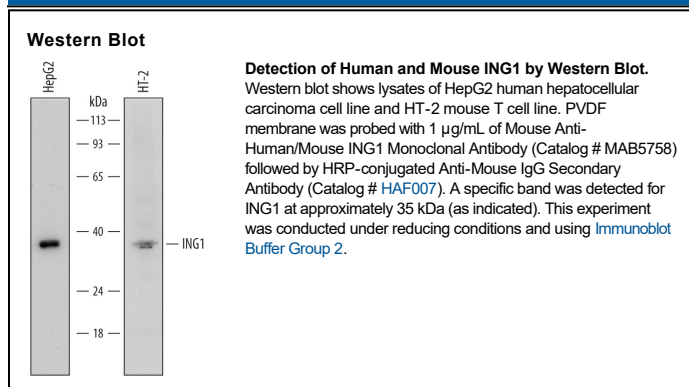 Western Blot
HepG2
HT-2
kDa
113
93
65
40
ING1
24
18
Detection of Human and Mouse ING1 by Western Blot.
Western blot shows lysates of HepG2 human hepatocellular
carcinoma cell line and HT-2 mouse T cell line. PVDF
membrane was probed with 1 µg/mL of Mouse Anti-
Human/Mouse ING1 Monoclonal Antibody (Catalog # MAB5758)
followed by HRP-conjugated Anti-Mouse IgG Secondary
Antibody (Catalog # HAF007). A specific band was detected for
ING1 at approximately 35 kDa (as indicated). This experiment
was conducted under reducing conditions and using Immunoblot
Buffer Group 2.